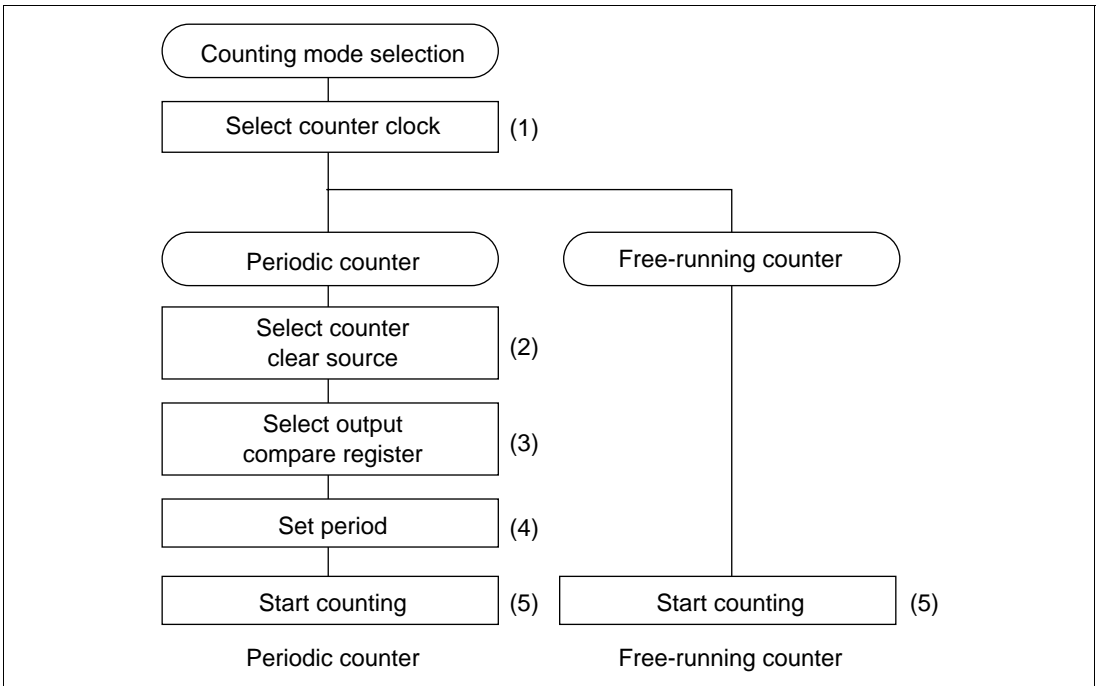 Counting mode selection
Select counter clock (1)
Periodic counter
Free-running counter
Select counter
clear source
(2)
Select output
compare register
(3)
Set period (4)
Start counting (5)
Start counting (5)
Periodic counter
Free-running counter